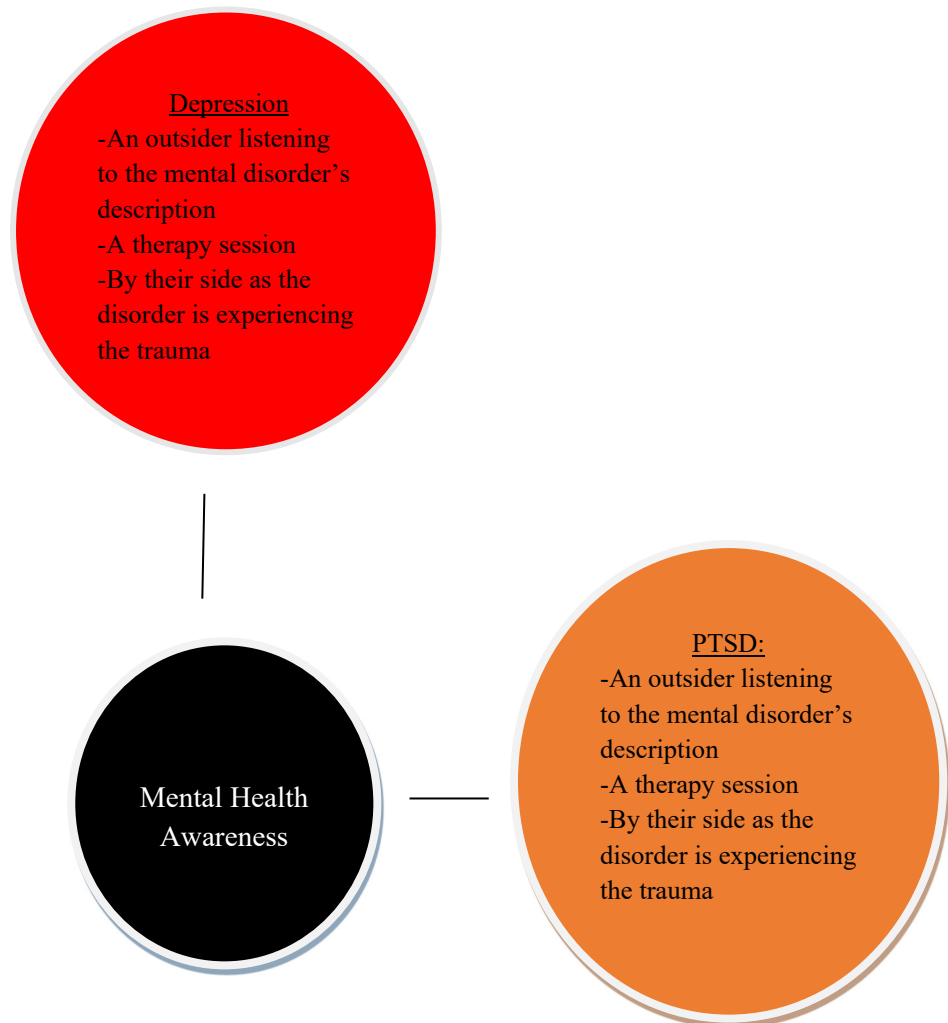 Depression
-An outsider listening
to the mental disorder’s
description
-A therapy session
-By their side as the
disorder is experiencing
the trauma
PTSD:
-An outsider listening
to the mental disorder’s
description
-A therapy session
-By their side as the
disorder is experiencing
the trauma
Mental Health
Awareness